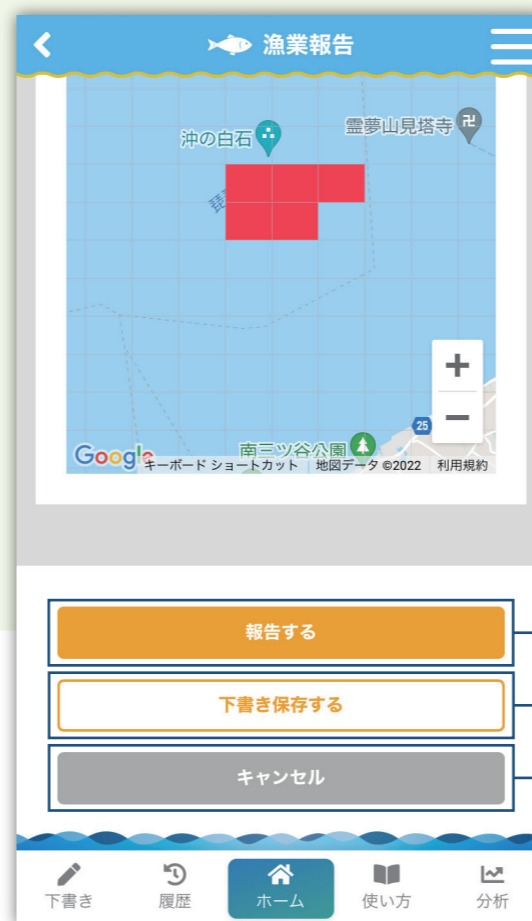 漁業報告
沖の白石
霊夢山見塔寺
琵
25
南三ツ谷公園
Google
キーボード ショートカット
地図データ ©2022
利用規約
報告する
下書き保存する
キャンセル
下書き
履歴
ホーム
使い方
分析